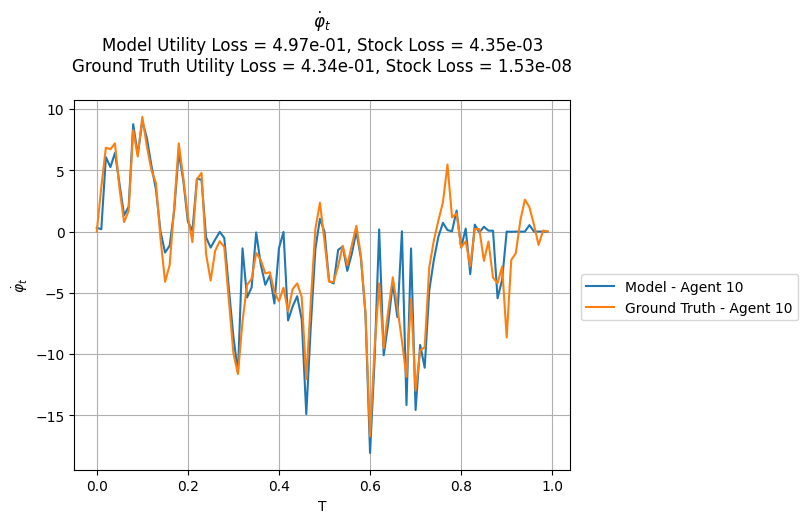 φ̇ₜ
Model Utility Loss = 4.97e-01, Stock Loss = 4.35e-03
Ground Truth Utility Loss = 4.34e-01, Stock Loss = 1.53e-08
10
5
0
−5
−10
−15
φ̇ₜ
0.0 0.2 0.4 0.6 0.8 1.0
T
Model - Agent 10
Ground Truth - Agent 10